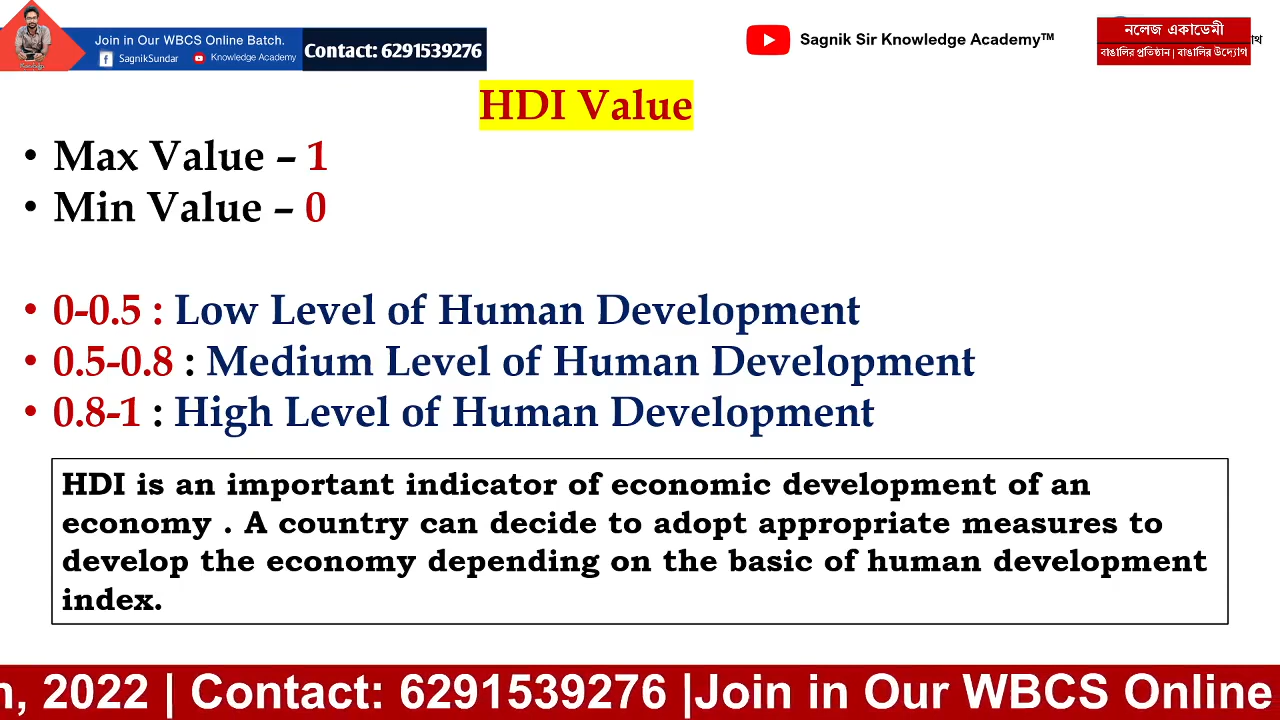 Join in Our WBCS Online Batch.
SagnikSundar Knowledge Academy
Contact: 6291539276
Sagnik Sir Knowledge Academy™
নলেজ একাডেমী
বাঙালির প্রতিষ্ঠান | বাঙালির উদ্যোগ
HDI Value
• Max Value – 1
• Min Value – 0
• 0-0.5 : Low Level of Human Development
• 0.5-0.8 : Medium Level of Human Development
• 0.8-1 : High Level of Human Development
HDI is an important indicator of economic development of an
economy . A country can decide to adopt appropriate measures to
develop the economy depending on the basic of human development
index.
, 2022 | Contact: 6291539276 |Join in Our WBCS Online